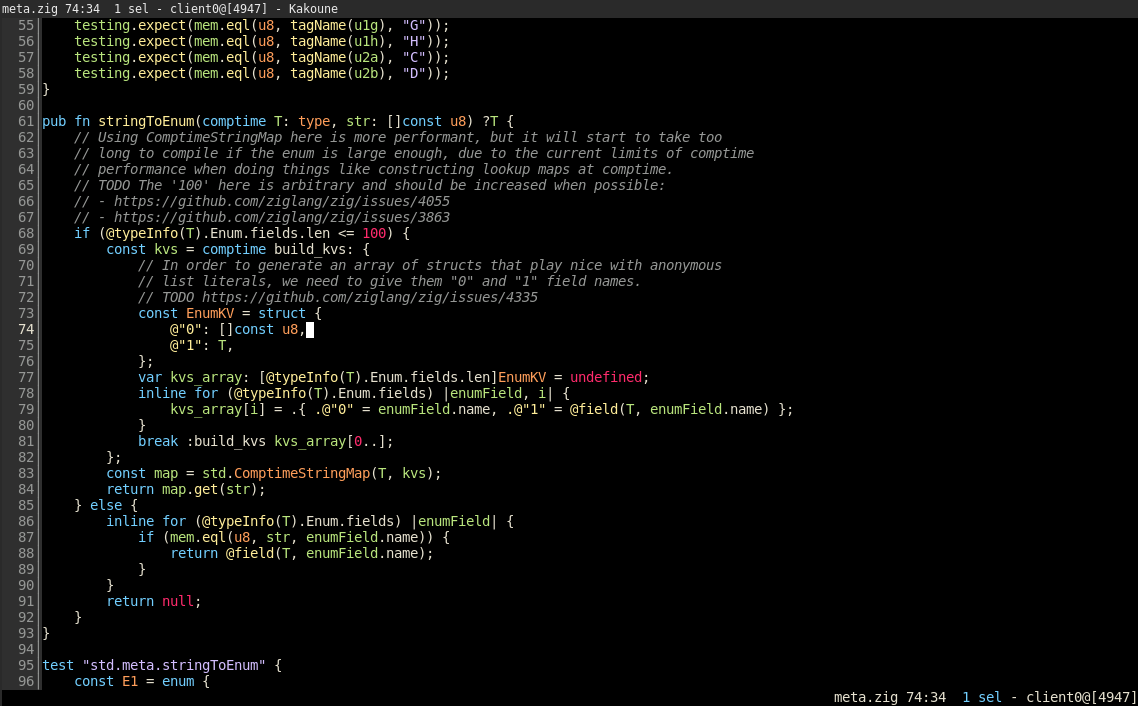 meta.zig 74:34  1 sel - client0@[4947] - Kakoune
55     testing.expect(mem.eql(u8, tagName(u1g), "G"));
56     testing.expect(mem.eql(u8, tagName(u1h), "H"));
57     testing.expect(mem.eql(u8, tagName(u2a), "C"));
58     testing.expect(mem.eql(u8, tagName(u2b), "D"));
59 }
60
61 pub fn stringToEnum(comptime T: type, str: []const u8) ?T {
62     // Using ComptimeStringMap here is more performant, but it will start to take too
63     // long to compile if the enum is large enough, due to the current limits of comptime
64     // performance when doing things like constructing lookup maps at comptime.
65     // TODO The '100' here is arbitrary and should be increased when possible:
66     // - https://github.com/ziglang/zig/issues/4055
67     // - https://github.com/ziglang/zig/issues/3863
68     if (@typeInfo(T).Enum.fields.len <= 100) {
69         const kvs = comptime build_kvs: {
70             // In order to generate an array of structs that play nice with anonymous
71             // list literals, we need to give them "0" and "1" field names.
72             // TODO https://github.com/ziglang/zig/issues/4335
73             const EnumKV = struct {
74                 @"0": []const u8,
75                 @"1": T,
76             };
77             var kvs_array: [@typeInfo(T).Enum.fields.len]EnumKV = undefined;
78             inline for (@typeInfo(T).Enum.fields) |enumField, i| {
79                 kvs_array[i] = .{ .@"0" = enumField.name, .@"1" = @field(T, enumField.name) };
80             }
81             break :build_kvs kvs_array[0..];
82         };
83         const map = std.ComptimeStringMap(T, kvs);
84         return map.get(str);
85     } else {
86         inline for (@typeInfo(T).Enum.fields) |enumField| {
87             if (mem.eql(u8, str, enumField.name)) {
88                 return @field(T, enumField.name);
89             }
90         }
91         return null;
92     }
93 }
94
95 test "std.meta.stringToEnum" {
96     const E1 = enum {
meta.zig 74:34  1 sel - client0@[4947]